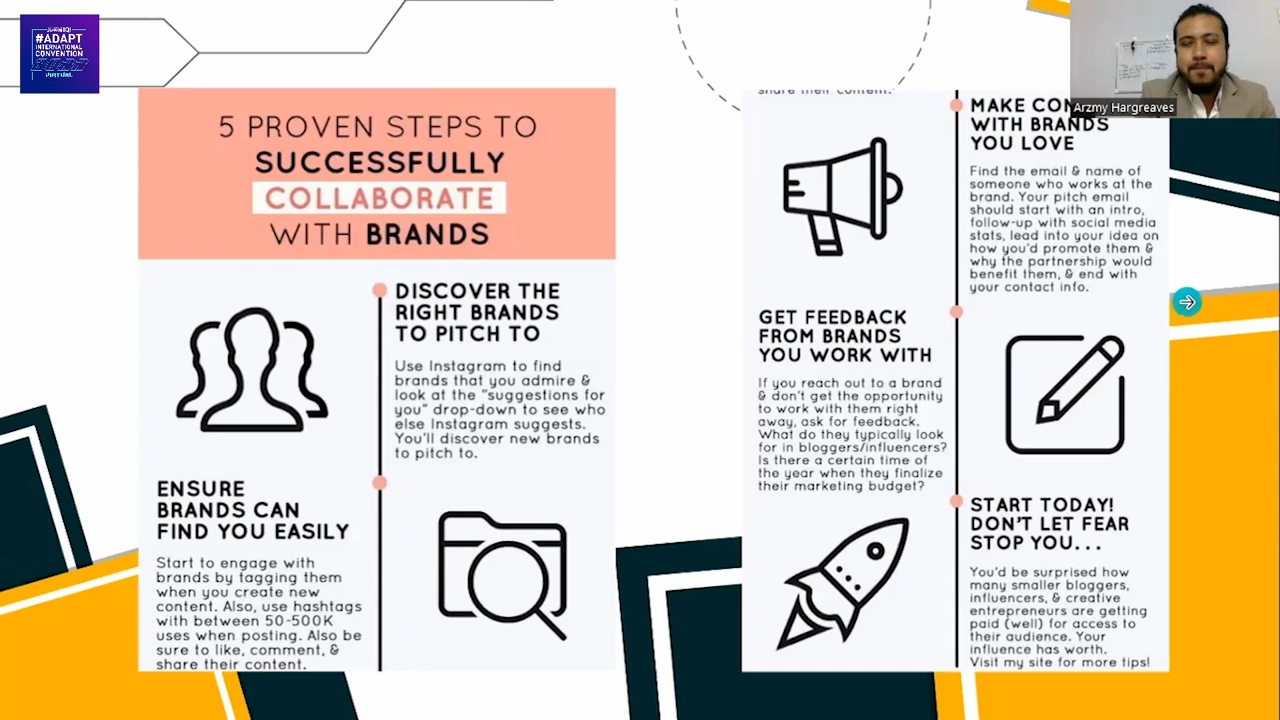 #ADAPT
INTERNATIONAL
CONVENTION
VIRTUAL
Arzmy Hargreaves
5 PROVEN STEPS TO
SUCCESSFULLY
COLLABORATE
WITH BRANDS
DISCOVER THE
RIGHT BRANDS
TO PITCH TO
Use Instagram to find
brands that you admire &
look at the "suggestions for
you" drop-down to see who
else Instagram suggests.
You'll discover new brands
to pitch to.
ENSURE
BRANDS CAN
FIND YOU EASILY
Start to engage with
brands by tagging them
when you create new
content. Also, use hashtags
with between 50-500K
uses when posting. Also be
sure to like, comment, &
share their content.
share their content.
MAKE CON
WITH BRANDS
YOU LOVE
Find the email & name of
someone who works at the
brand. Your pitch email
should start with an intro,
follow-up with social media
stats, lead into your idea on
how you'd promote them &
why the partnership would
benefit them, & end with
your contact info.
GET FEEDBACK
FROM BRANDS
YOU WORK WITH
If you reach out to a brand
& don't get the opportunity
to work with them right
away, ask for feedback.
What do they typically look
for in bloggers/influencers?
Is there a certain time of
the year when they finalize
their marketing budget?
START TODAY!
DON'T LET FEAR
STOP YOU...
You'd be surprised how
many smaller bloggers,
influencers, & creative
entrepreneurs are getting
paid (well) for access to
their audience. Your
influence has worth.
Visit my site for more tips!